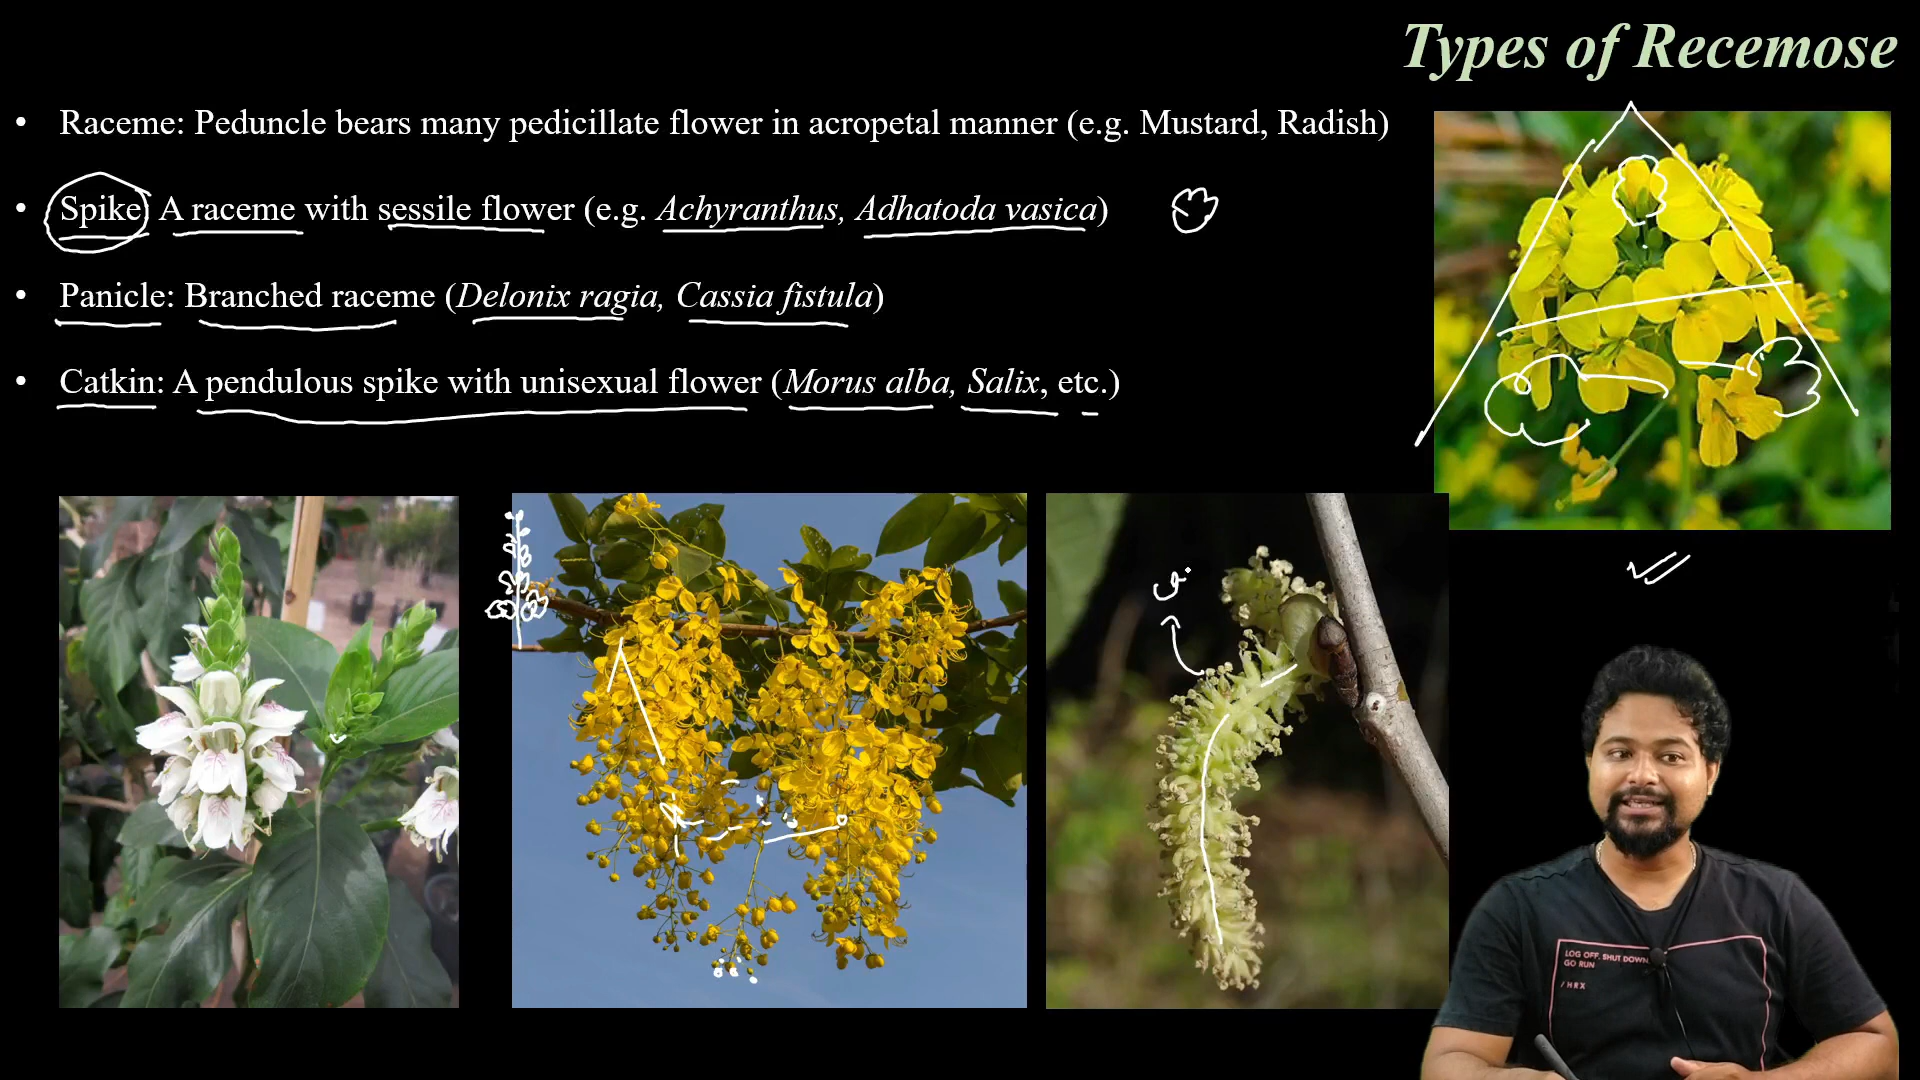 Types of Recemose
• Raceme: Peduncle bears many pedicillate flower in acropetal manner (e.g. Mustard, Radish)
• Spike: A raceme with sessile flower (e.g. Achyranthus, Adhatoda vasica)
• Panicle: Branched raceme (Delonix ragia, Cassia fistula)
• Catkin: A pendulous spike with unisexual flower (Morus alba, Salix, etc.)
LOG OFF. SHUT DOWN.
GO RUN
/ HRX